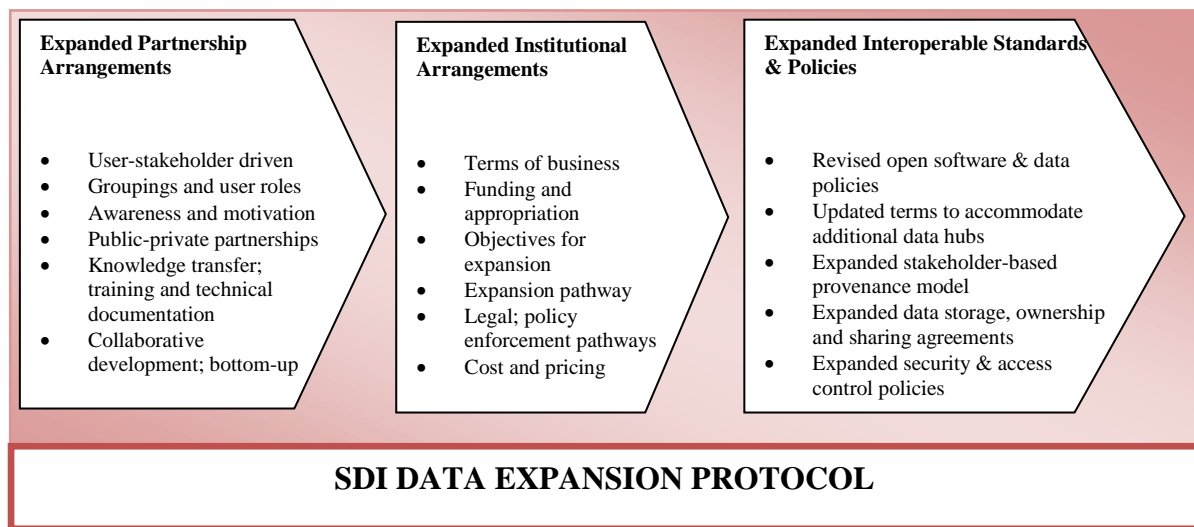 Expanded Partnership
Arrangements
• User-stakeholder driven
• Groupings and user roles
• Awareness and motivation
• Public-private partnerships
• Knowledge transfer;
training and technical
documentation
• Collaborative
development; bottom-up
Expanded Institutional
Arrangements
• Terms of business
• Funding and
appropriation
• Objectives for
expansion
• Expansion pathway
• Legal; policy
enforcement pathways
• Cost and pricing
Expanded Interoperable Standards
& Policies
• Revised open software & data
policies
• Updated terms to accommodate
additional data hubs
• Expanded stakeholder-based
provenance model
• Expanded data storage, ownership
and sharing agreements
• Expanded security & access
control policies
SDI DATA EXPANSION PROTOCOL